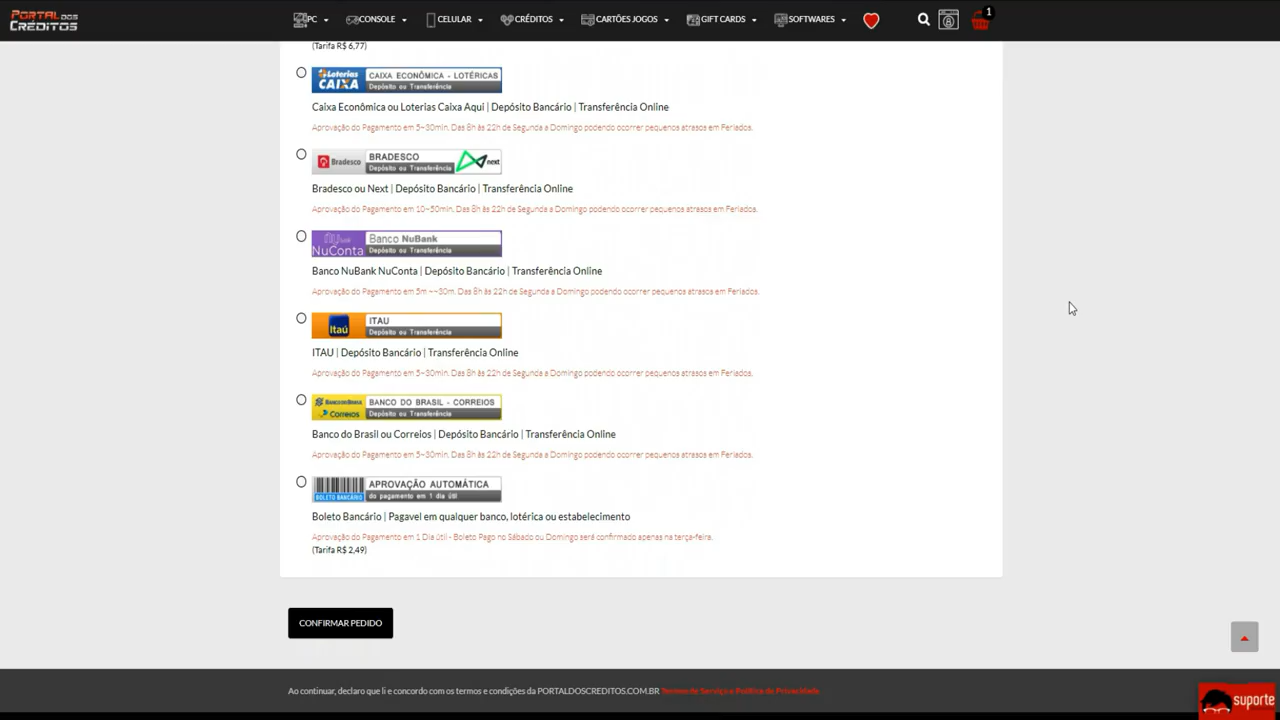 PORTAL DOS
CRÉDITOS
PC
CONSOLE
CELULAR
CRÉDITOS
CARTÕES JOGOS
GIFT CARDS
SOFTWARES
1
(Tarifa R$ 6,77)
Loterias CAIXA
CAIXA ECONÔMICA - LOTÉRICAS
Depósito ou Transferência
Caixa Econômica ou Loterias Caixa Aqui | Depósito Bancário | Transferência Online
Aprovação do Pagamento em 5~30min. Das 8h às 22h de Segunda a Domingo podendo ocorrer pequenos atrasos em Feriados.
Bradesco
BRADESCO
Depósito ou Transferência
next
Bradesco ou Next | Depósito Bancário | Transferência Online
Aprovação do Pagamento em 10~50min. Das 8h às 22h de Segunda a Domingo podendo ocorrer pequenos atrasos em Feriados.
NuConta
Banco NuBank
Depósito ou Transferência
Banco NuBank NuConta | Depósito Bancário | Transferência Online
Aprovação do Pagamento em 5m ~~30m. Das 8h às 22h de Segunda a Domingo podendo ocorrer pequenos atrasos em Feriados.
Itaú
ITAU
Depósito ou Transferência
ITAU | Depósito Bancário | Transferência Online
Aprovação do Pagamento em 5~30min. Das 8h às 22h de Segunda a Domingo podendo ocorrer pequenos atrasos em Feriados.
BANCO DO BRASIL
Correios
BANCO DO BRASIL - CORREIOS
Depósito ou Transferência
Banco do Brasil ou Correios | Depósito Bancário | Transferência Online
Aprovação do Pagamento em 5~30min. Das 8h às 22h de Segunda a Domingo podendo ocorrer pequenos atrasos em Feriados.
BOLETO BANCÁRIO
APROVAÇÃO AUTOMÁTICA
do pagamento em 1 dia útil
Boleto Bancário | Pagavel em qualquer banco, lotérica ou estabelecimento
Aprovação do Pagamento em 1 Dia útil - Boleto Pago no Sábado ou Domingo será confirmado apenas na terça-feira.
(Tarifa R$ 2,49)
CONFIRMAR PEDIDO
Ao continuar, declaro que li e concordo com os termos e condições da PORTALDOSCREDITOS.COM.BR Termos de Serviço e Política de Privacidade
suporte